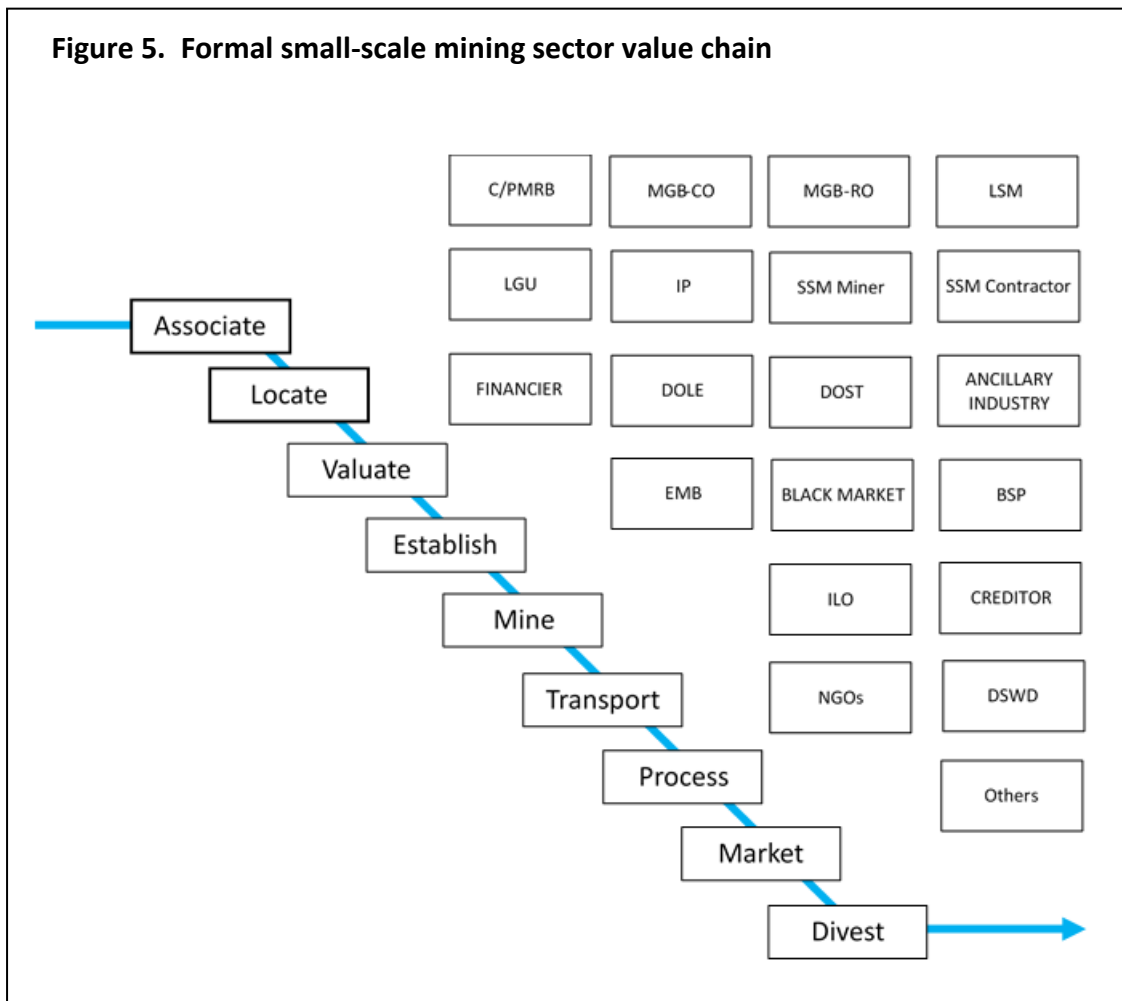 Figure 5. Formal small-scale mining sector value chain
C/PMRB
MGB-CO
MGB-RO
LSM
LGU
IP
SSM Miner
SSM Contractor
Associate
FINANCIER
DOLE
DOST
ANCILLARY
INDUSTRY
Locate
Valuate
EMB
BLACK MARKET
BSP
Establish
Mine
ILO
CREDITOR
Transport
NGOs
DSWD
Process
Others
Market
Divest